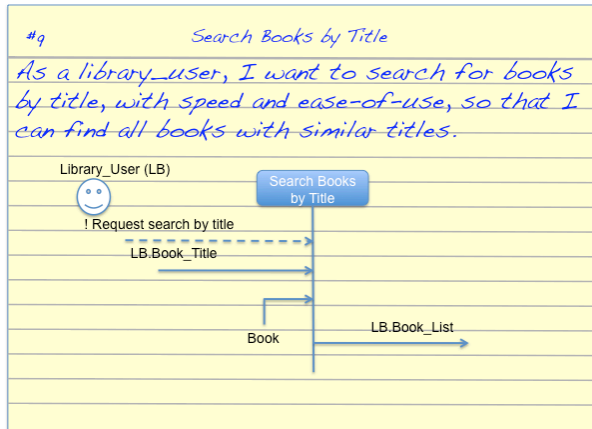 #9 Search Books by Title
As a library_user, I want to search for books
by title, with speed and ease-of-use, so that I
can find all books with similar titles.
Library_User (LB)
Search Books
by Title
! Request search by title
LB.Book_Title
LB.Book_List
Book